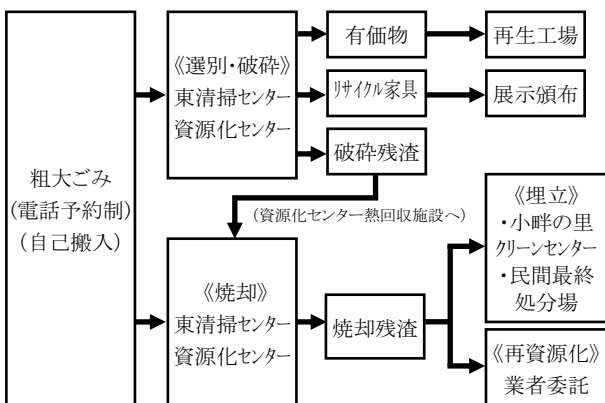 粗大ごみ
(電話予約制)
(自己搬入)
《選別・破砕》
東清掃センター
資源化センター
有価物
再生工場
リサイクル家具
展示頒布
破砕残渣
(資源化センター熱回収施設へ)
《焼却》
東清掃センター
資源化センター
焼却残渣
《埋立》
・小畔の里
クリーンセンター
・民間最終
処分場
《再資源化》
業者委託